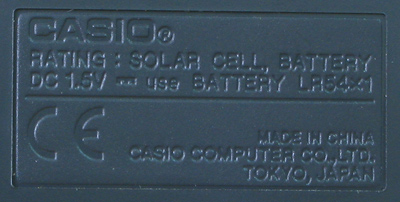 CASIO®
RATING : SOLAR CELL, BATTERY
DC 1.5V ⎓ use BATTERY LR54×1
CE
MADE IN CHINA
CASIO COMPUTER CO.,LTD.
TOKYO, JAPAN